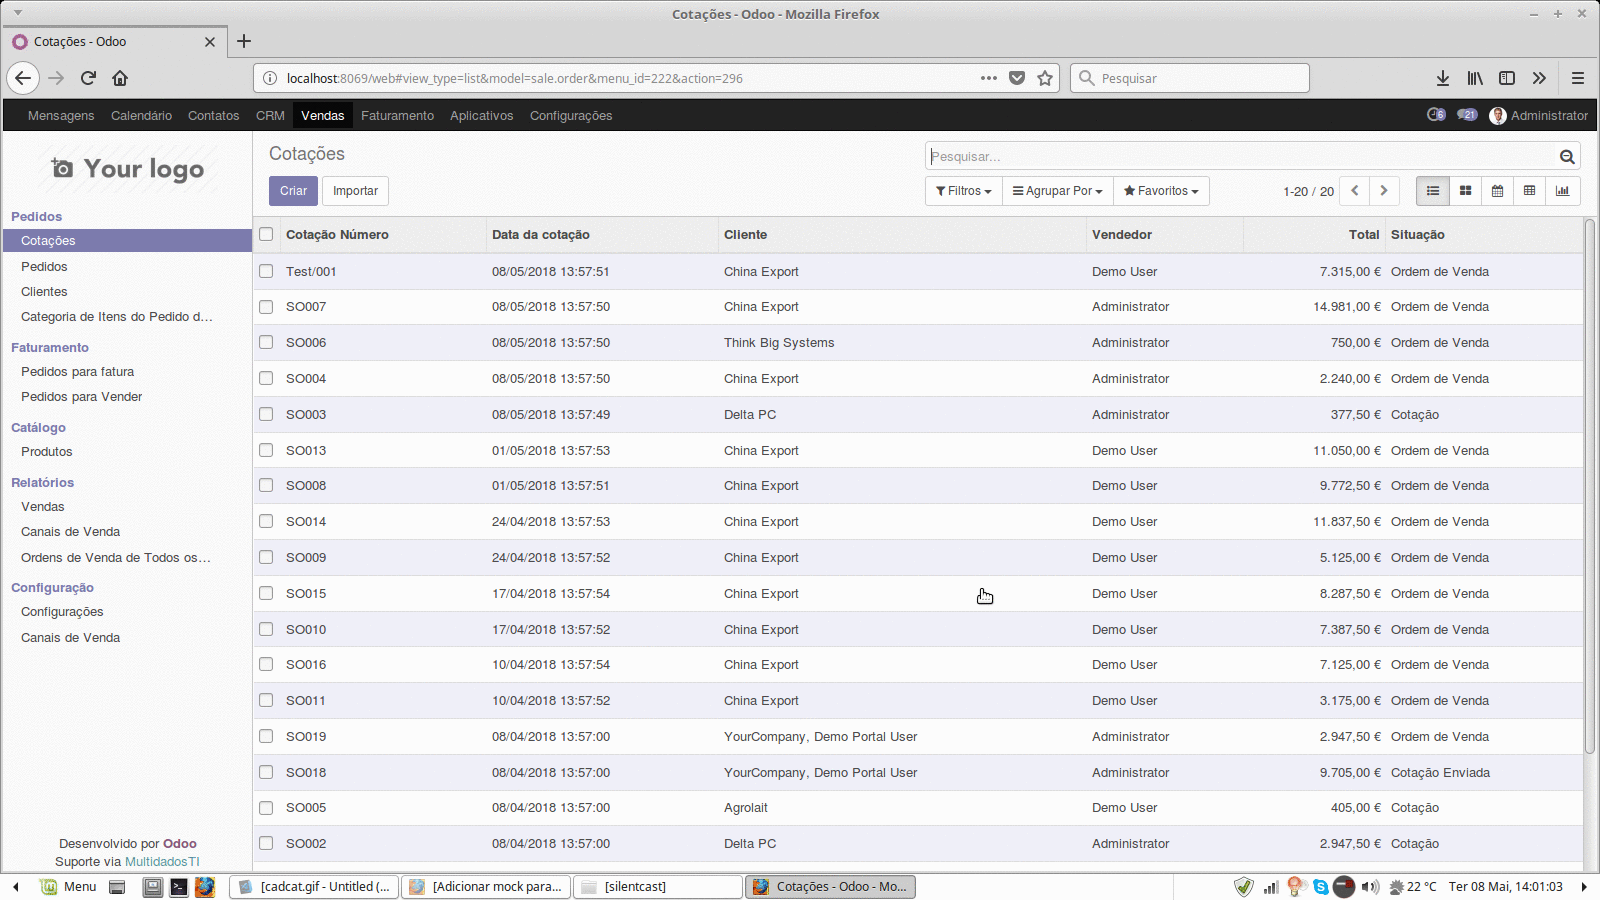 Cotações - Odoo - Mozilla Firefox
Cotações - Odoo
localhost:8069/web#view_type=list&model=sale.order&menu_id=222&action=296
Pesquisar
Mensagens Calendário Contatos CRM Vendas Faturamento Aplicativos Configurações 6 21 Administrator
Your logo
Cotações
Pesquisar...
Criar Importar
Filtros Agrupar Por Favoritos 1-20 / 20
Pedidos
Cotações
Pedidos
Clientes
Categoria de Itens do Pedido d...
Faturamento
Pedidos para fatura
Pedidos para Vender
Catálogo
Produtos
Relatórios
Vendas
Canais de Venda
Ordens de Venda de Todos os...
Configuração
Configurações
Canais de Venda
Desenvolvido por Odoo
Suporte via MultidadosTI
Cotação Número Data da cotação Cliente Vendedor Total Situação
Test/001 08/05/2018 13:57:51 China Export Demo User 7.315,00 € Ordem de Venda
SO007 08/05/2018 13:57:50 China Export Administrator 14.981,00 € Ordem de Venda
SO006 08/05/2018 13:57:50 Think Big Systems Administrator 750,00 € Ordem de Venda
SO004 08/05/2018 13:57:50 China Export Administrator 2.240,00 € Ordem de Venda
SO003 08/05/2018 13:57:49 Delta PC Administrator 377,50 € Cotação
SO013 01/05/2018 13:57:53 China Export Demo User 11.050,00 € Ordem de Venda
SO008 01/05/2018 13:57:51 China Export Demo User 9.772,50 € Ordem de Venda
SO014 24/04/2018 13:57:53 China Export Demo User 11.837,50 € Ordem de Venda
SO009 24/04/2018 13:57:52 China Export Demo User 5.125,00 € Ordem de Venda
SO015 17/04/2018 13:57:54 China Export Demo User 8.287,50 € Ordem de Venda
SO010 17/04/2018 13:57:52 China Export Demo User 7.387,50 € Ordem de Venda
SO016 10/04/2018 13:57:54 China Export Demo User 7.125,00 € Ordem de Venda
SO011 10/04/2018 13:57:52 China Export Demo User 3.175,00 € Ordem de Venda
SO019 08/04/2018 13:57:00 YourCompany, Demo Portal User Administrator 2.947,50 € Ordem de Venda
SO018 08/04/2018 13:57:00 YourCompany, Demo Portal User Administrator 9.705,00 € Cotação Enviada
SO005 08/04/2018 13:57:00 Agrolait Demo User 405,00 € Cotação
SO002 08/04/2018 13:57:00 Delta PC Administrator 2.947,50 € Cotação
Menu [cadcat.gif - Untitled (... [Adicionar mock para... [silentcast] Cotações - Odoo - Mo... 22 °C Ter 08 Mai, 14:01:03